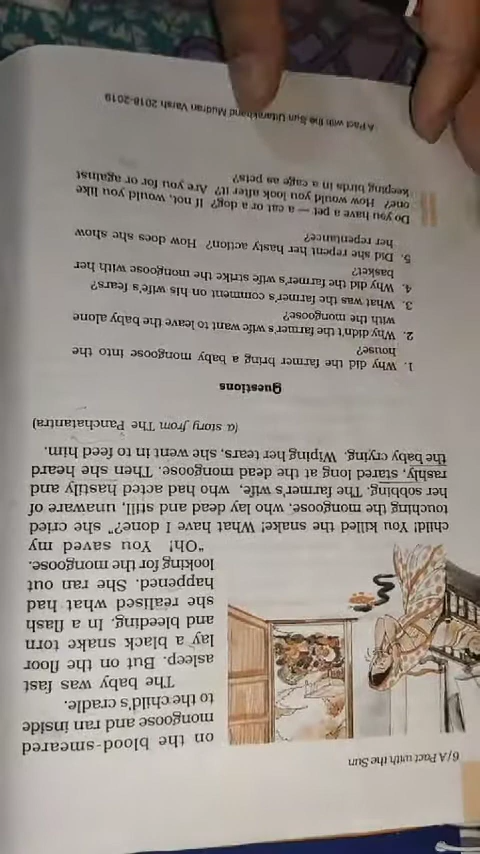 6/A Pact with the Sun
on the blood-smeared
mongoose and ran inside
to the child's cradle.
The baby was fast
asleep. But on the floor
lay a black snake torn
and bleeding. In a flash
she realised what had
happened. She ran out
looking for the mongoose.
"Oh! You saved my
child! You killed the snake! What have I done?" she cried
touching the mongoose, who lay dead and still, unaware of
her sobbing. The farmer's wife, who had acted hastily and
rashly, stared long at the dead mongoose. Then she heard
the baby crying. Wiping her tears, she went in to feed him.
(a story from The Panchatantra)
Questions
1. Why did the farmer bring a baby mongoose into the
house?
2. Why didn't the farmer's wife want to leave the baby alone
with the mongoose?
3. What was the farmer's comment on his wife's fears?
4. Why did the farmer's wife strike the mongoose with her
basket?
5. Did she repent her hasty action? How does she show
her repentance?
Do you have a pet — a cat or a dog? If not, would you like
one? How would you look after it? Are you for or against
keeping birds in a cage as pets?
A Pact with the Sun Uttarakhand Mudran Varsh 2018-2019